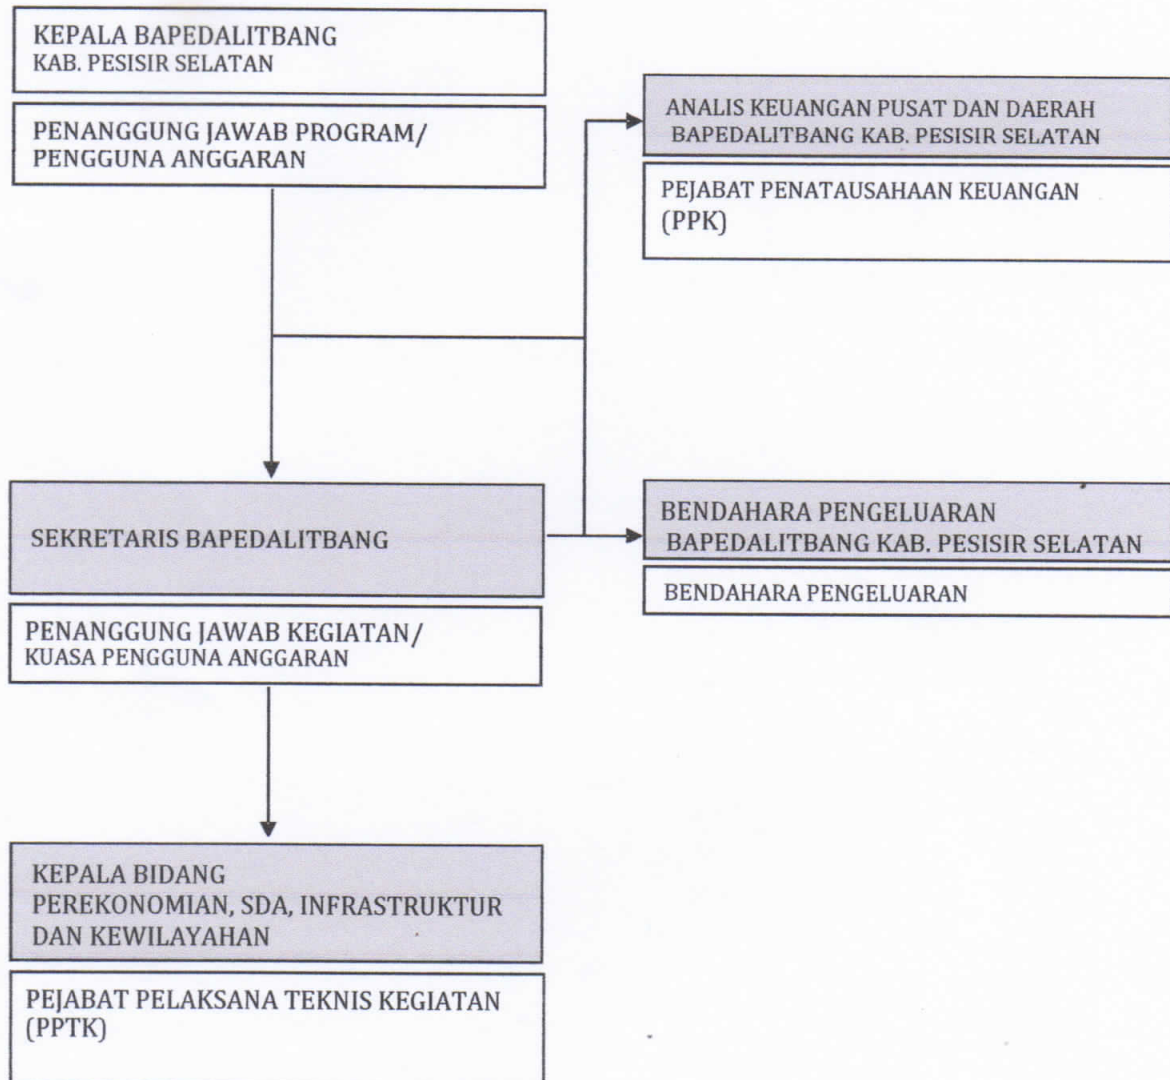 KEPALA BAPEDALITBANG
KAB. PESISIR SELATAN
PENANGGUNG JAWAB PROGRAM/
PENGGUNA ANGGARAN
ANALIS KEUANGAN PUSAT DAN DAERAH
BAPEDALITBANG KAB. PESISIR SELATAN
PEJABAT PENATAUSAHAAN KEUANGAN
(PPK)
SEKRETARIS BAPEDALITBANG
PENANGGUNG JAWAB KEGIATAN/
KUASA PENGGUNA ANGGARAN
BENDAHARA PENGELUARAN
BAPEDALITBANG KAB. PESISIR SELATAN
BENDAHARA PENGELUARAN
KEPALA BIDANG
PEREKONOMIAN, SDA, INFRASTRUKTUR
DAN KEWILAYAHAN
PEJABAT PELAKSANA TEKNIS KEGIATAN
(PPTK)